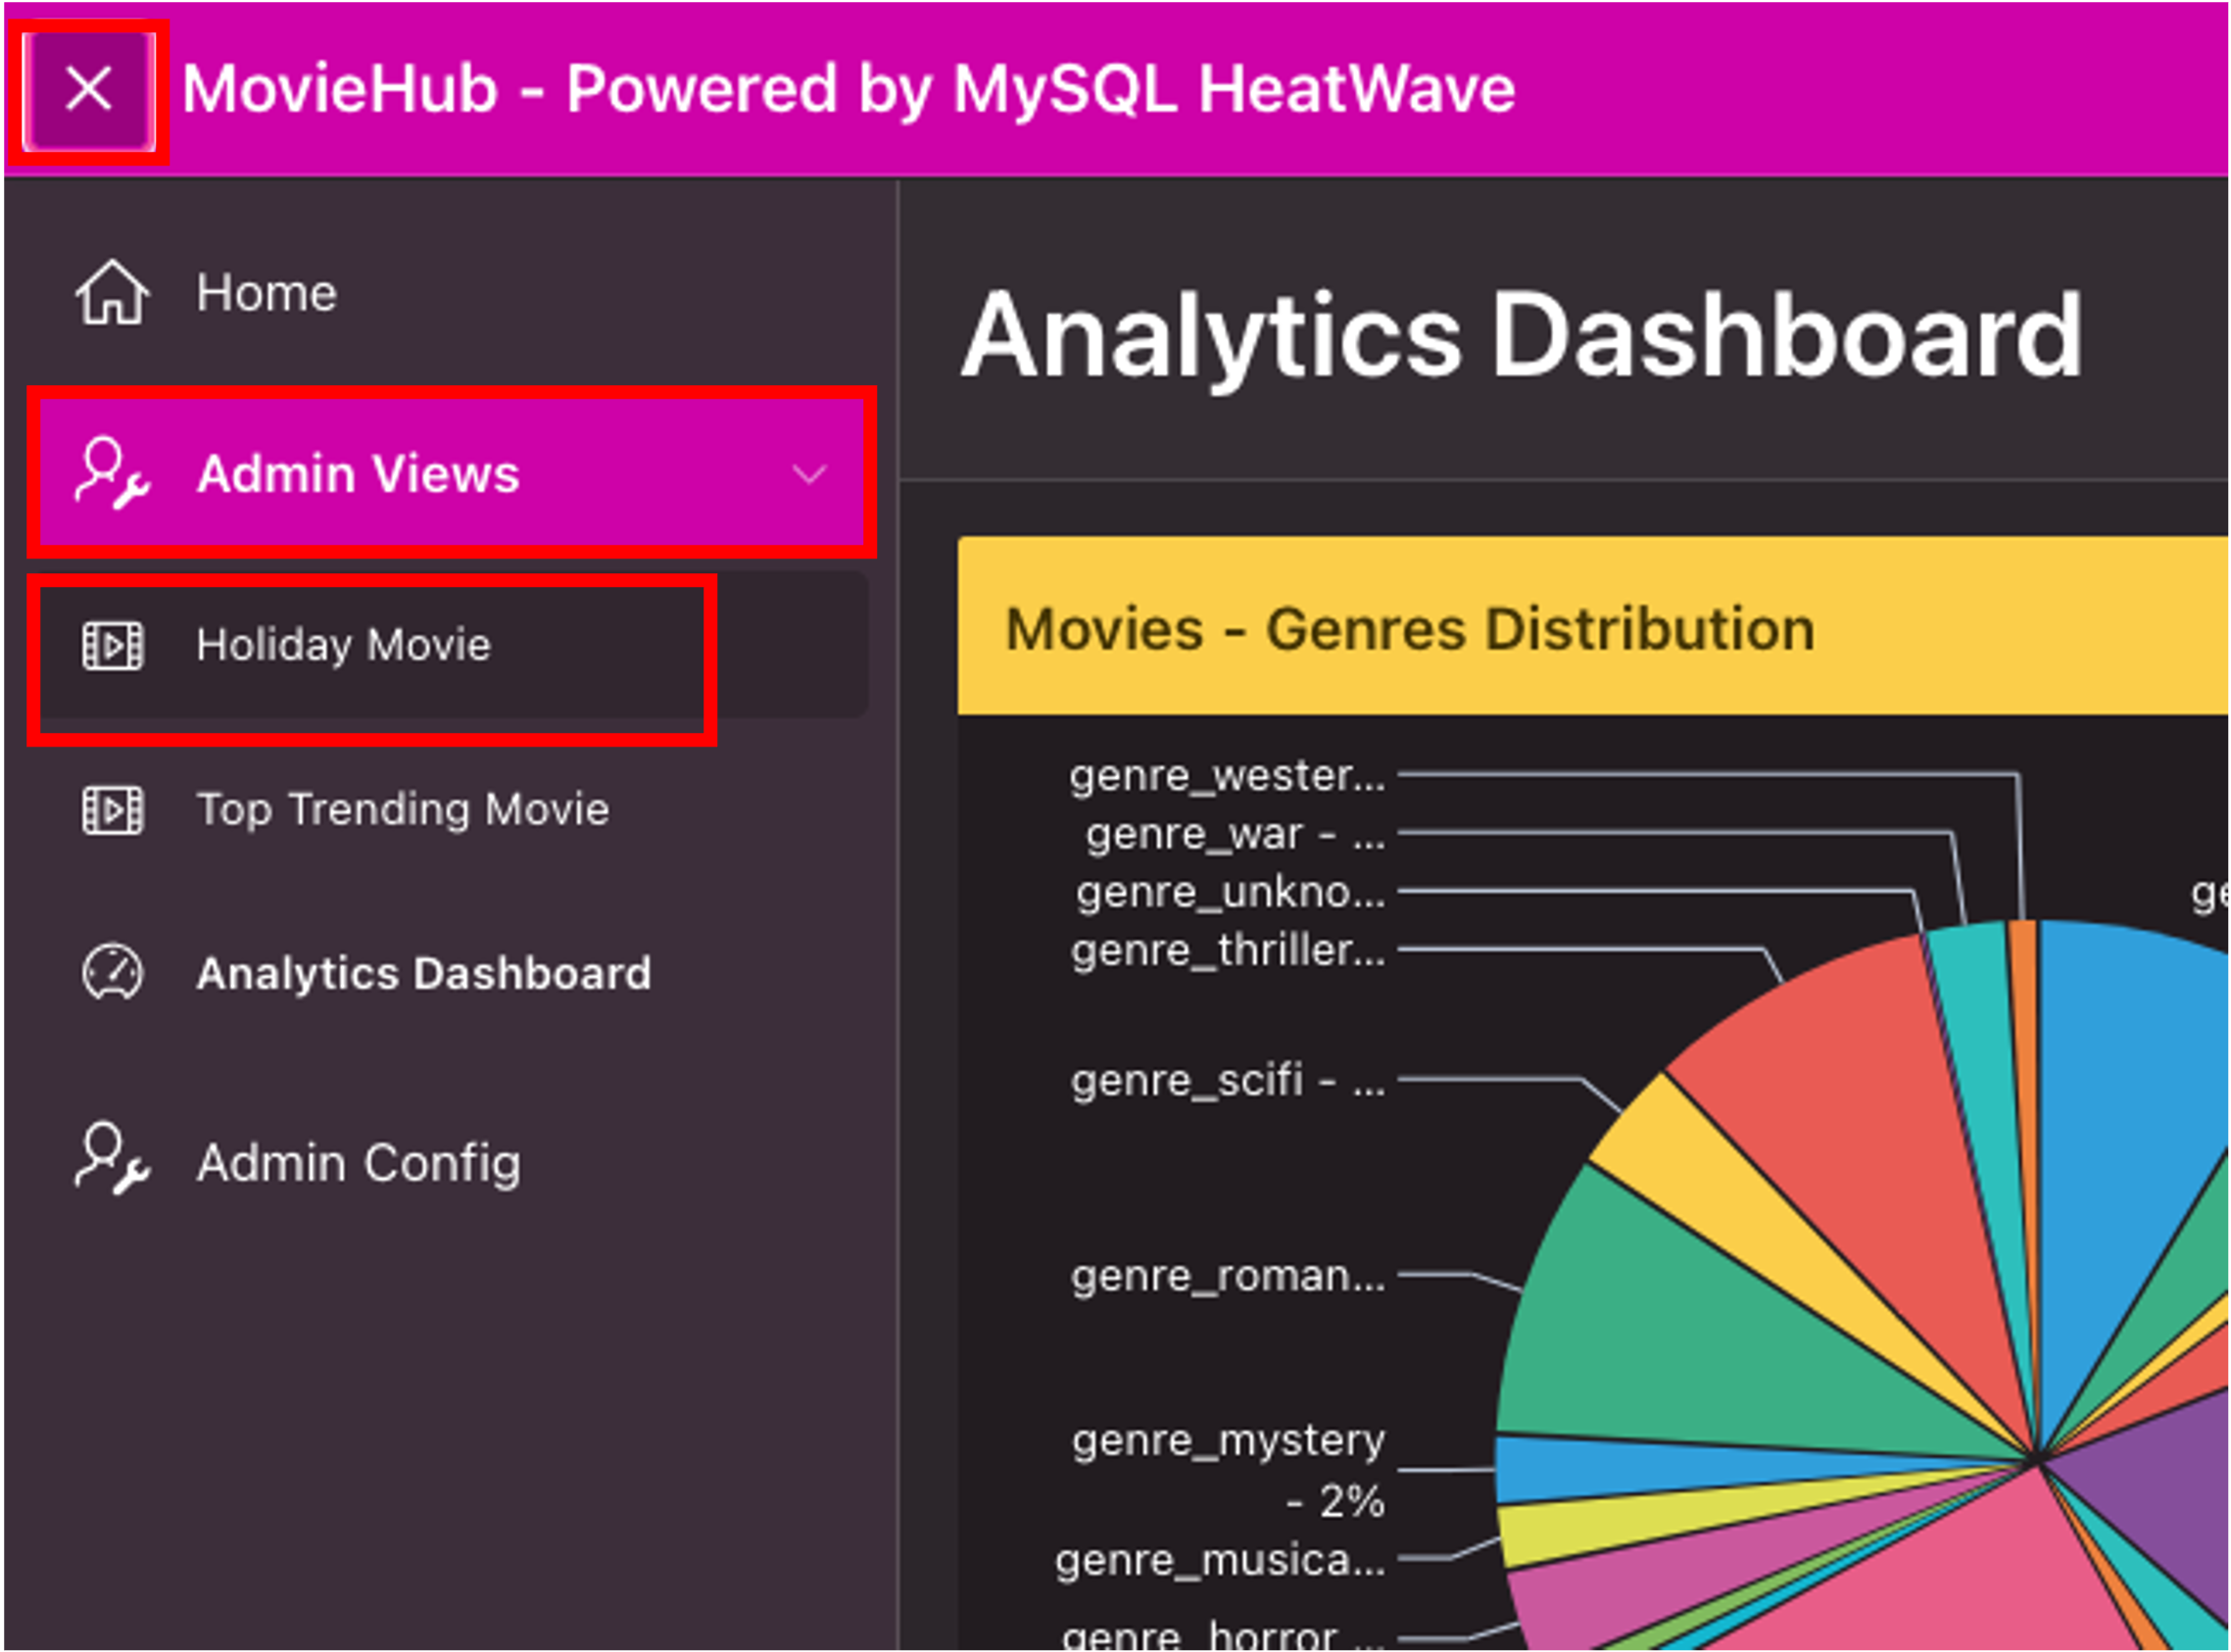 MovieHub - Powered by MySQL HeatWave
Home
Admin Views
Holiday Movie
Top Trending Movie
Analytics Dashboard
Admin Config
Analytics Dashboard
Movies - Genres Distribution
genre_wester...
genre_war - ...
genre_unkno...
genre_thriller...
genre_scifi - ...
genre_roman...
genre_mystery
- 2%
genre_musica...
genre_horror ...
ge